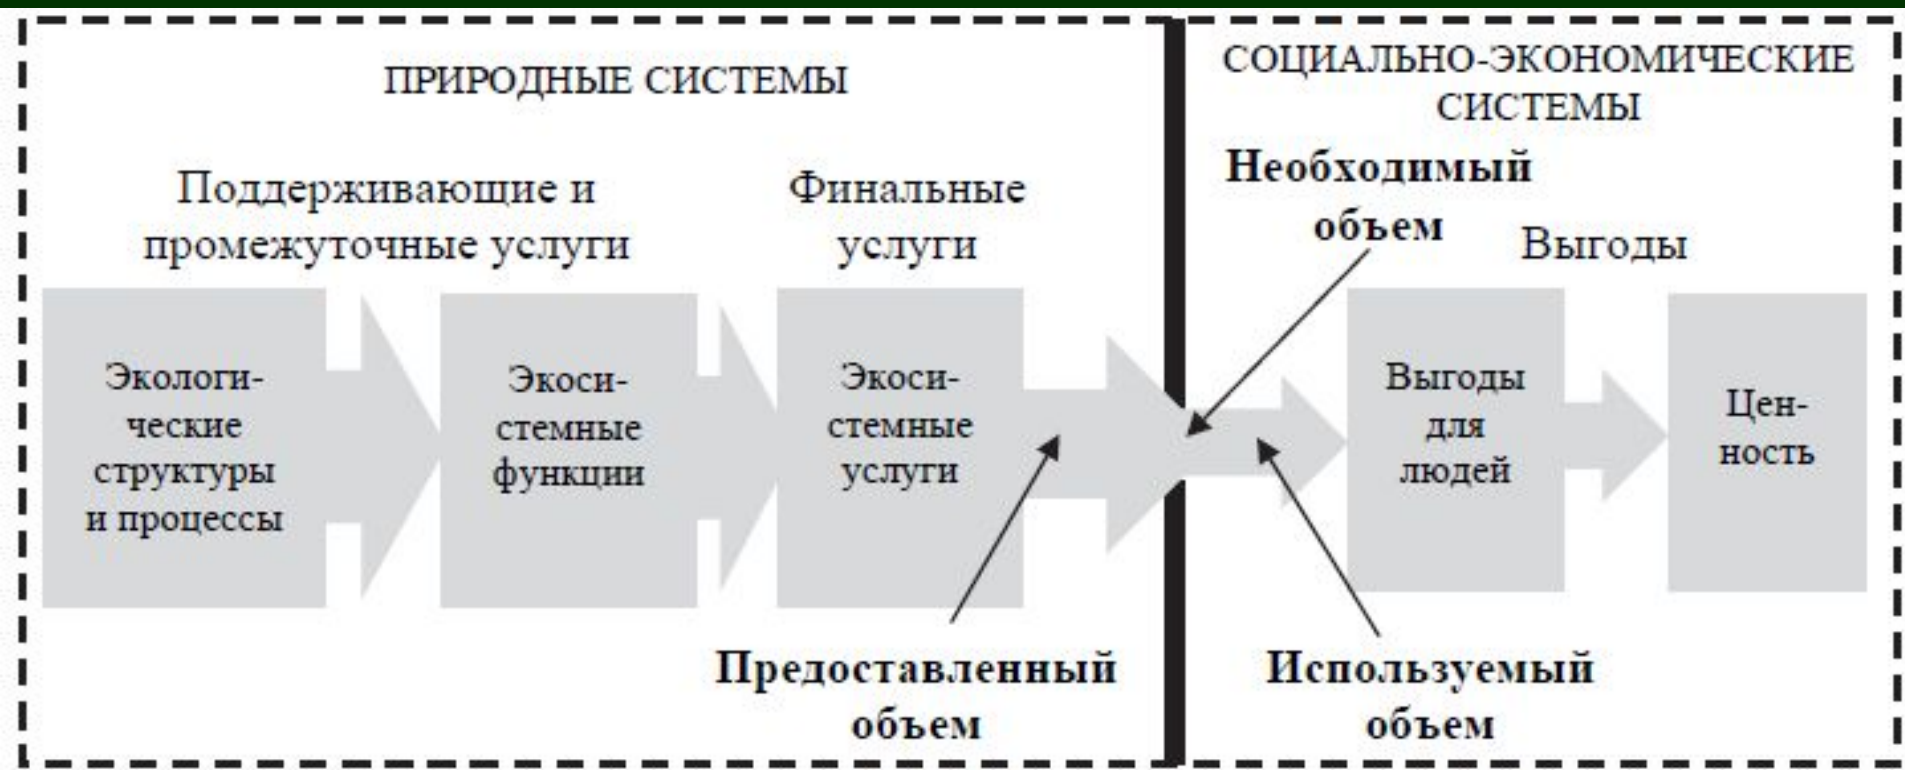 ПРИРОДНЫЕ СИСТЕМЫ
СОЦИАЛЬНО-ЭКОНОМИЧЕСКИЕ
СИСТЕМЫ
Поддерживающие и
промежуточные услуги
Финальные
услуги
Необходимый
объем
Выгоды
Экологи-
ческие
структуры
и процессы
Экоси-
стемные
функции
Экоси-
стемные
услуги
Выгоды
для
людей
Цен-
ность
Предоставленный
объем
Используемый
объем